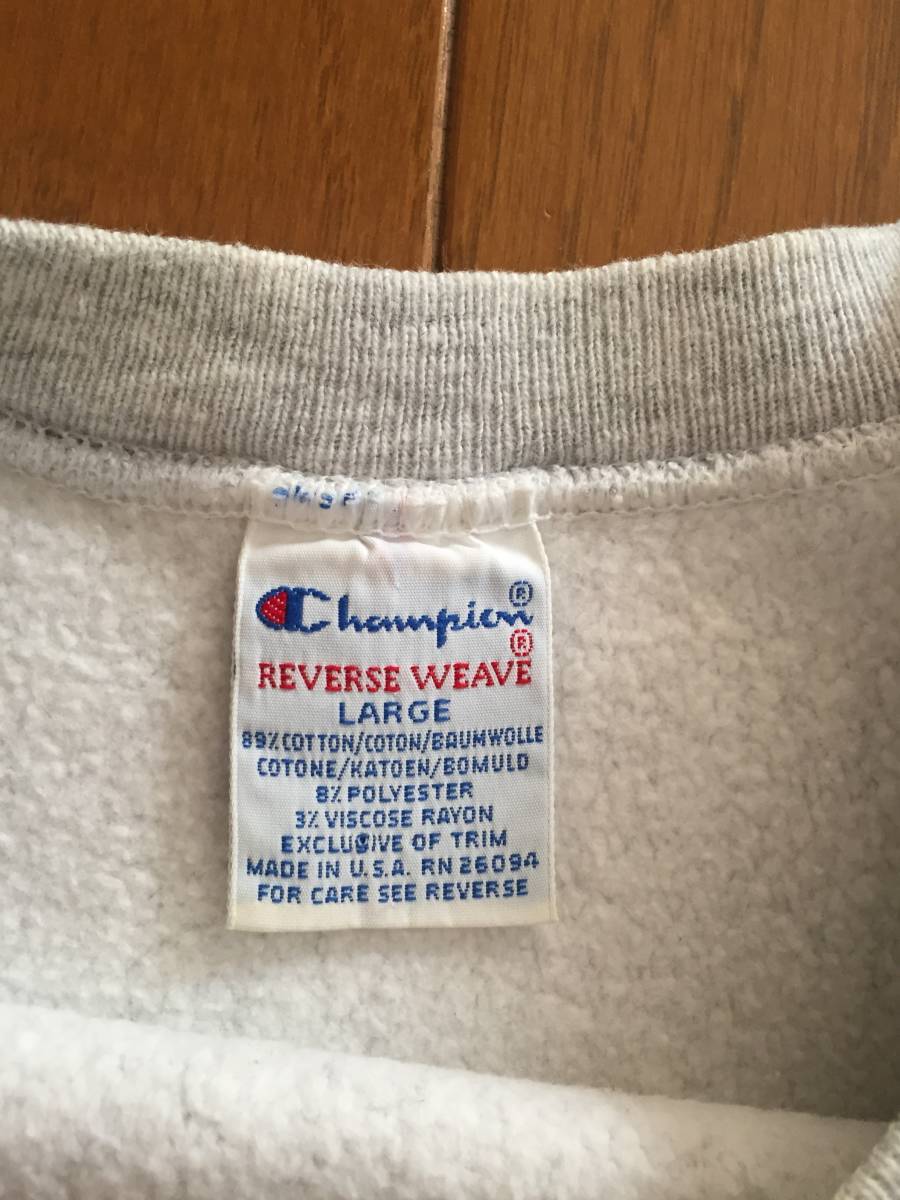 Champion®
®
REVERSE WEAVE
LARGE
89% COTTON/COTON/BAUMWOLLE
COTONE/KATOEN/BOMULD
8% POLYESTER
3% VISCOSE RAYON
EXCLUSIVE OF TRIM
MADE IN U.S.A. RN 26094
FOR CARE SEE REVERSE